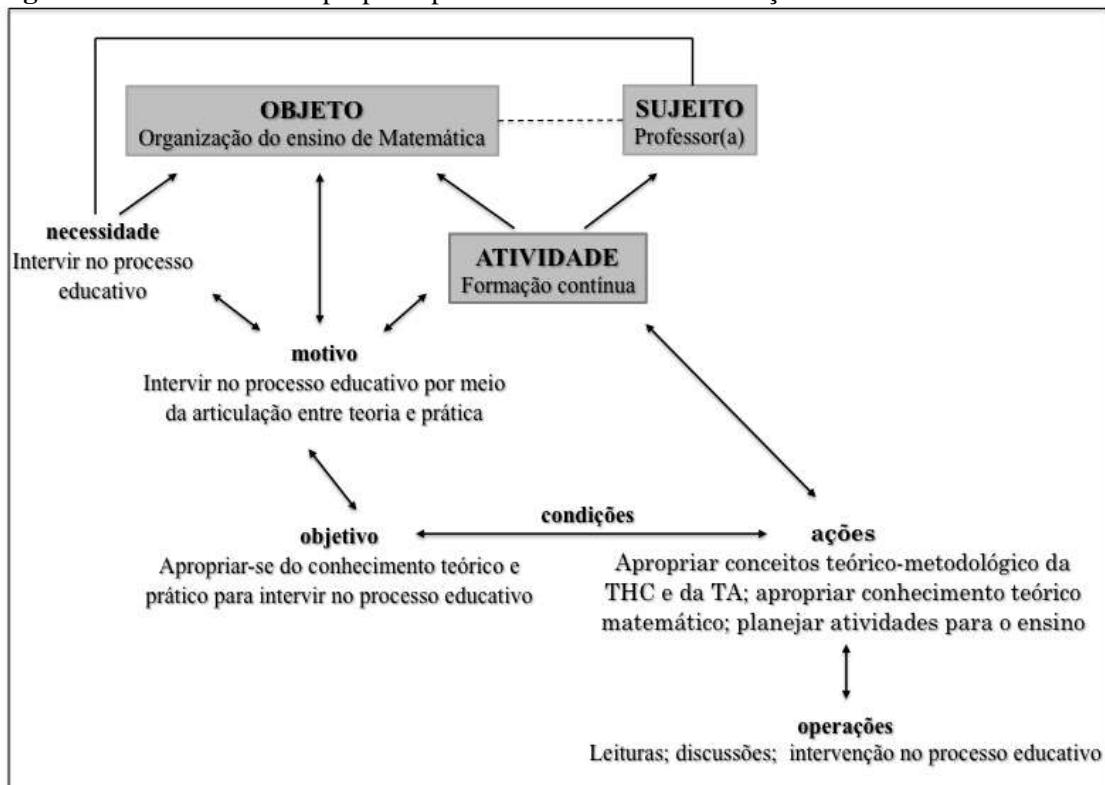 OBJETO
Organização do ensino de Matemática
SUJEITO
Professor(a)
necessidade
Intervir no processo
educativo
ATIVIDADE
Formação contínua
motivo
Intervir no processo educativo por meio
da articulação entre teoria e prática
objetivo
Apropriar-se do conhecimento teórico e
prático para intervir no processo educativo
condições
ações
Apropriar conceitos teórico-metodológico da
THC e da TA; apropriar conhecimento teórico
matemático; planejar atividades para o ensino
operações
Leituras; discussões; intervenção no processo educativo